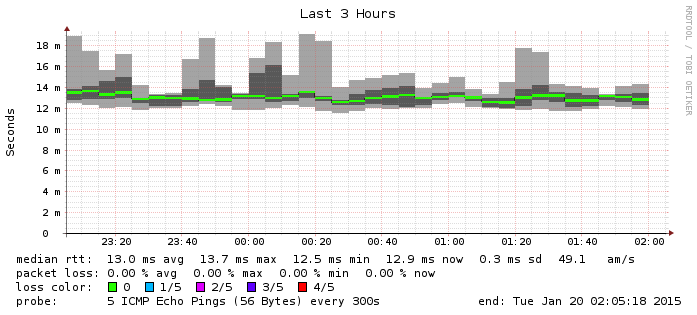 Last 3 Hours
RRDTOOL / TOBI OETIKER
Seconds
18 m
16 m
14 m
12 m
10 m
8 m
6 m
4 m
2 m
0
23:20 23:40 00:00 00:20 00:40 01:00 01:20 01:40 02:00
median rtt: 13.0 ms avg 13.7 ms max 12.5 ms min 12.9 ms now 0.3 ms sd 49.1 am/s
packet loss: 0.00 % avg 0.00 % max 0.00 % min 0.00 % now
loss color: 0 1/5 2/5 3/5 4/5
probe: 5 ICMP Echo Pings (56 Bytes) every 300s end: Tue Jan 20 02:05:18 2015